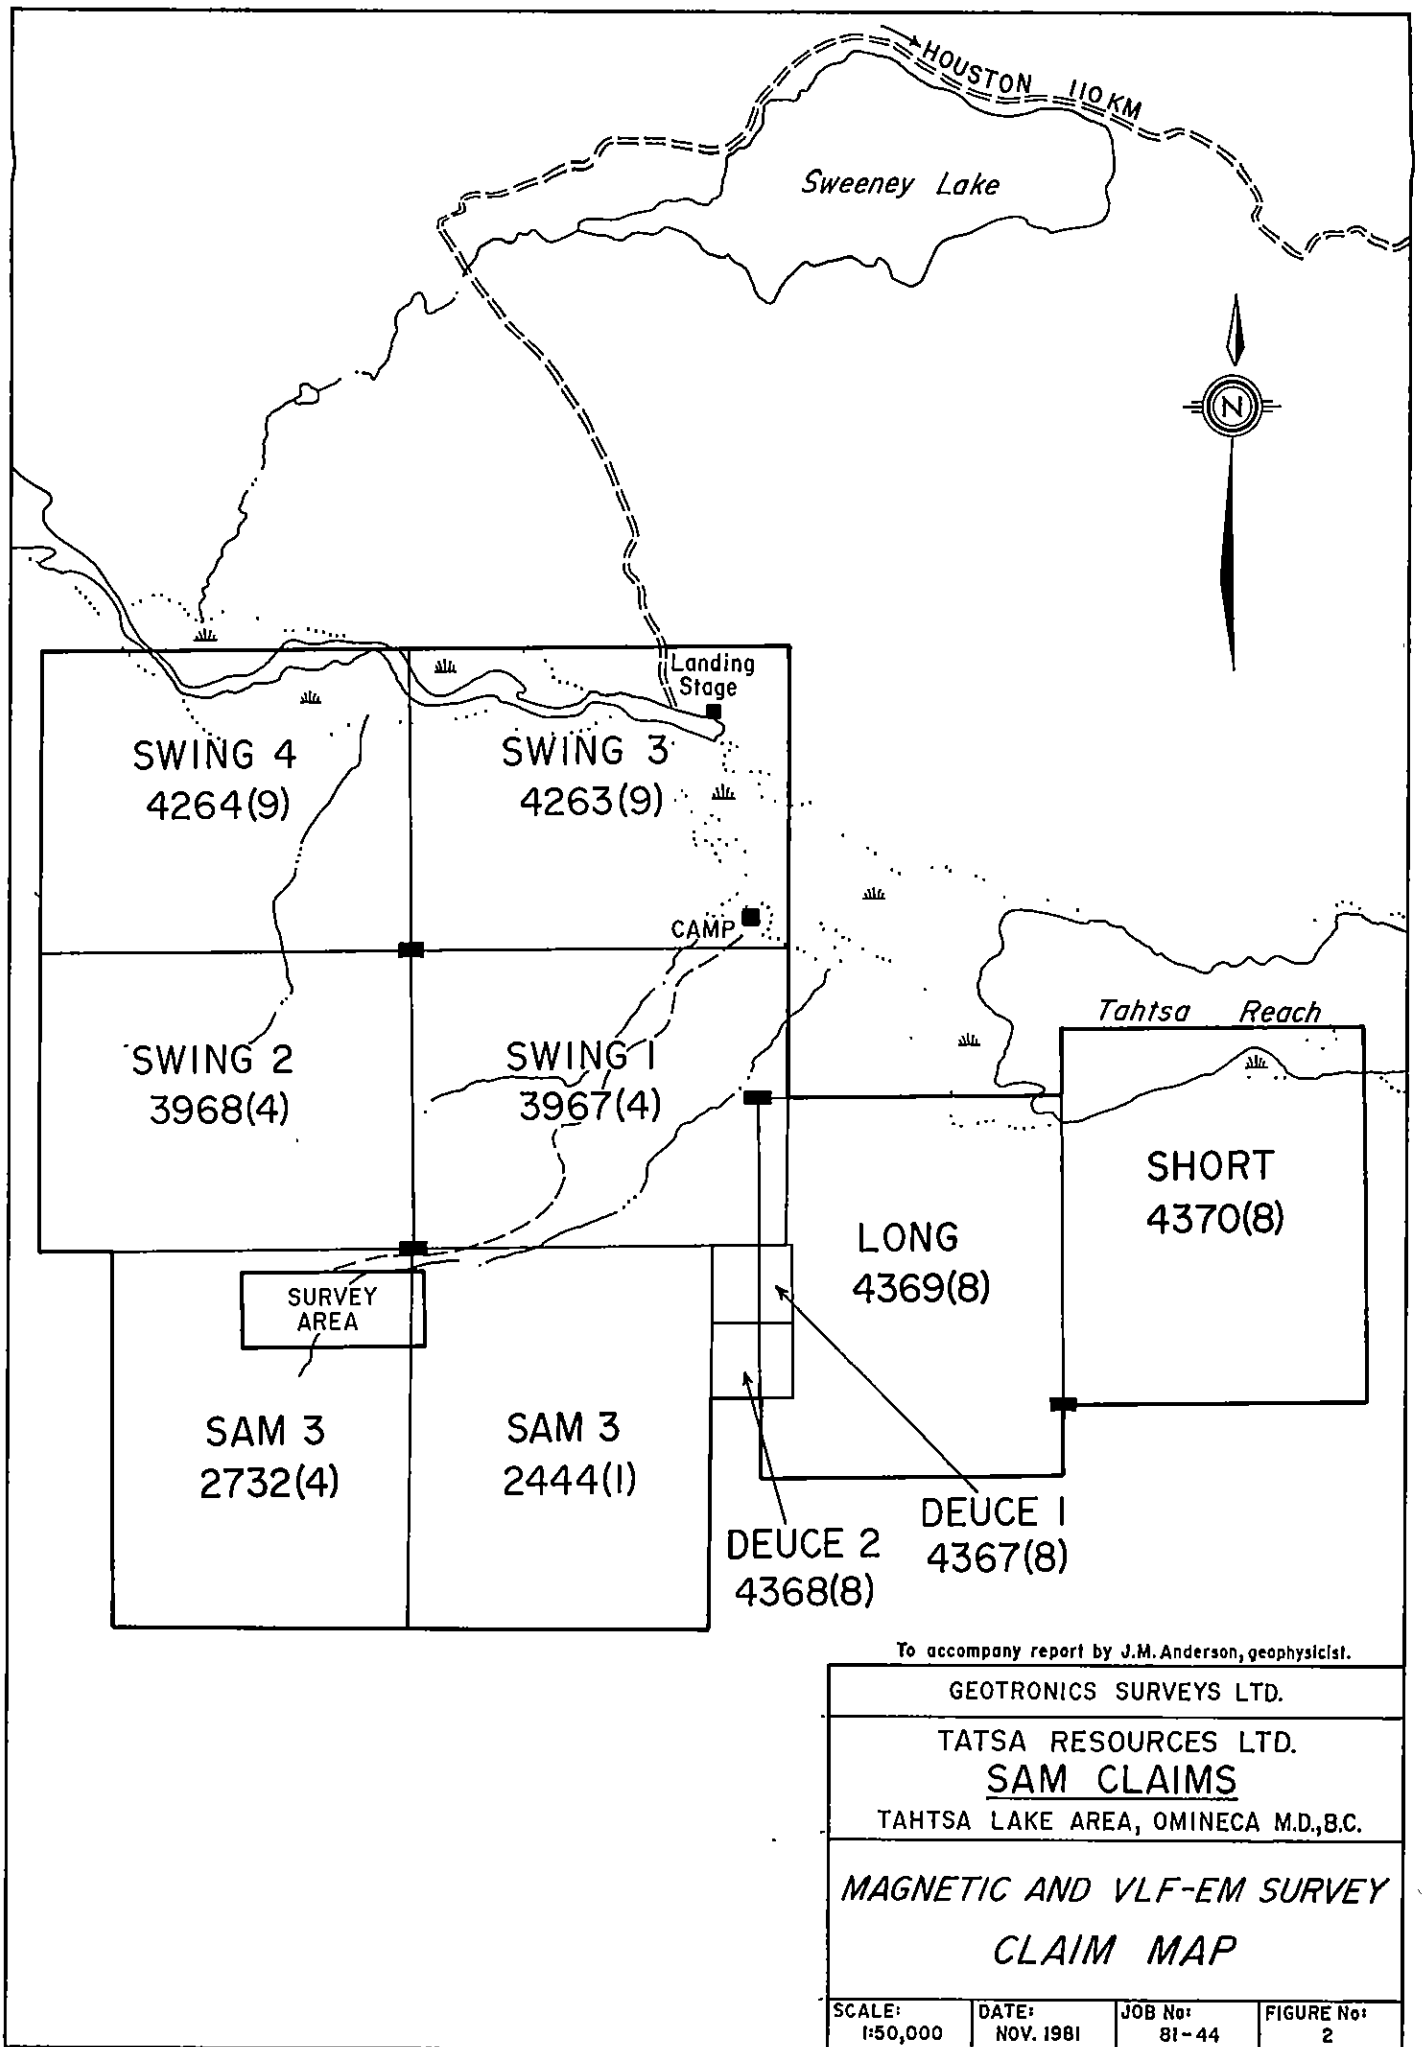 HOUSTON 110 KM
Sweeney Lake
N
Landing
Stage
SWING 4
4264(9)
SWING 3
4263(9)
CAMP
Tahtsa Reach
SWING 2
3968(4)
SWING 1
3967(4)
SHORT
4370(8)
LONG
4369(8)
SURVEY
AREA
SAM 3
2732(4)
SAM 3
2444(1)
DEUCE 1
4367(8)
DEUCE 2
4368(8)
To accompany report by J.M. Anderson, geophysicist.
GEOTRONICS SURVEYS LTD.
TATSA RESOURCES LTD.
SAM CLAIMS
TAHTSA LAKE AREA, OMINECA M.D., B.C.
MAGNETIC AND VLF-EM SURVEY
CLAIM MAP
SCALE:
1:50,000
DATE:
NOV. 1981
JOB No:
81-44
FIGURE No:
2